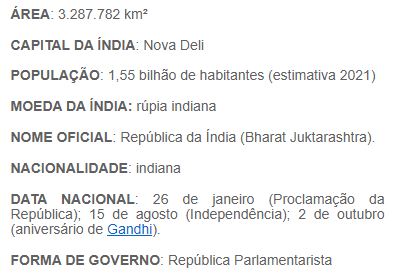 ÁREA: 3.287.782 km²
CAPITAL DA ÍNDIA: Nova Deli
POPULAÇÃO: 1,55 bilhão de habitantes (estimativa 2021)
MOEDA DA ÍNDIA: rúpia indiana
NOME OFICIAL: República da Índia (Bharat Juktarashtra).
NACIONALIDADE: indiana
DATA NACIONAL: 26 de janeiro (Proclamação da
República); 15 de agosto (Independência); 2 de outubro
(aniversário de Gandhi).
FORMA DE GOVERNO: República Parlamentarista